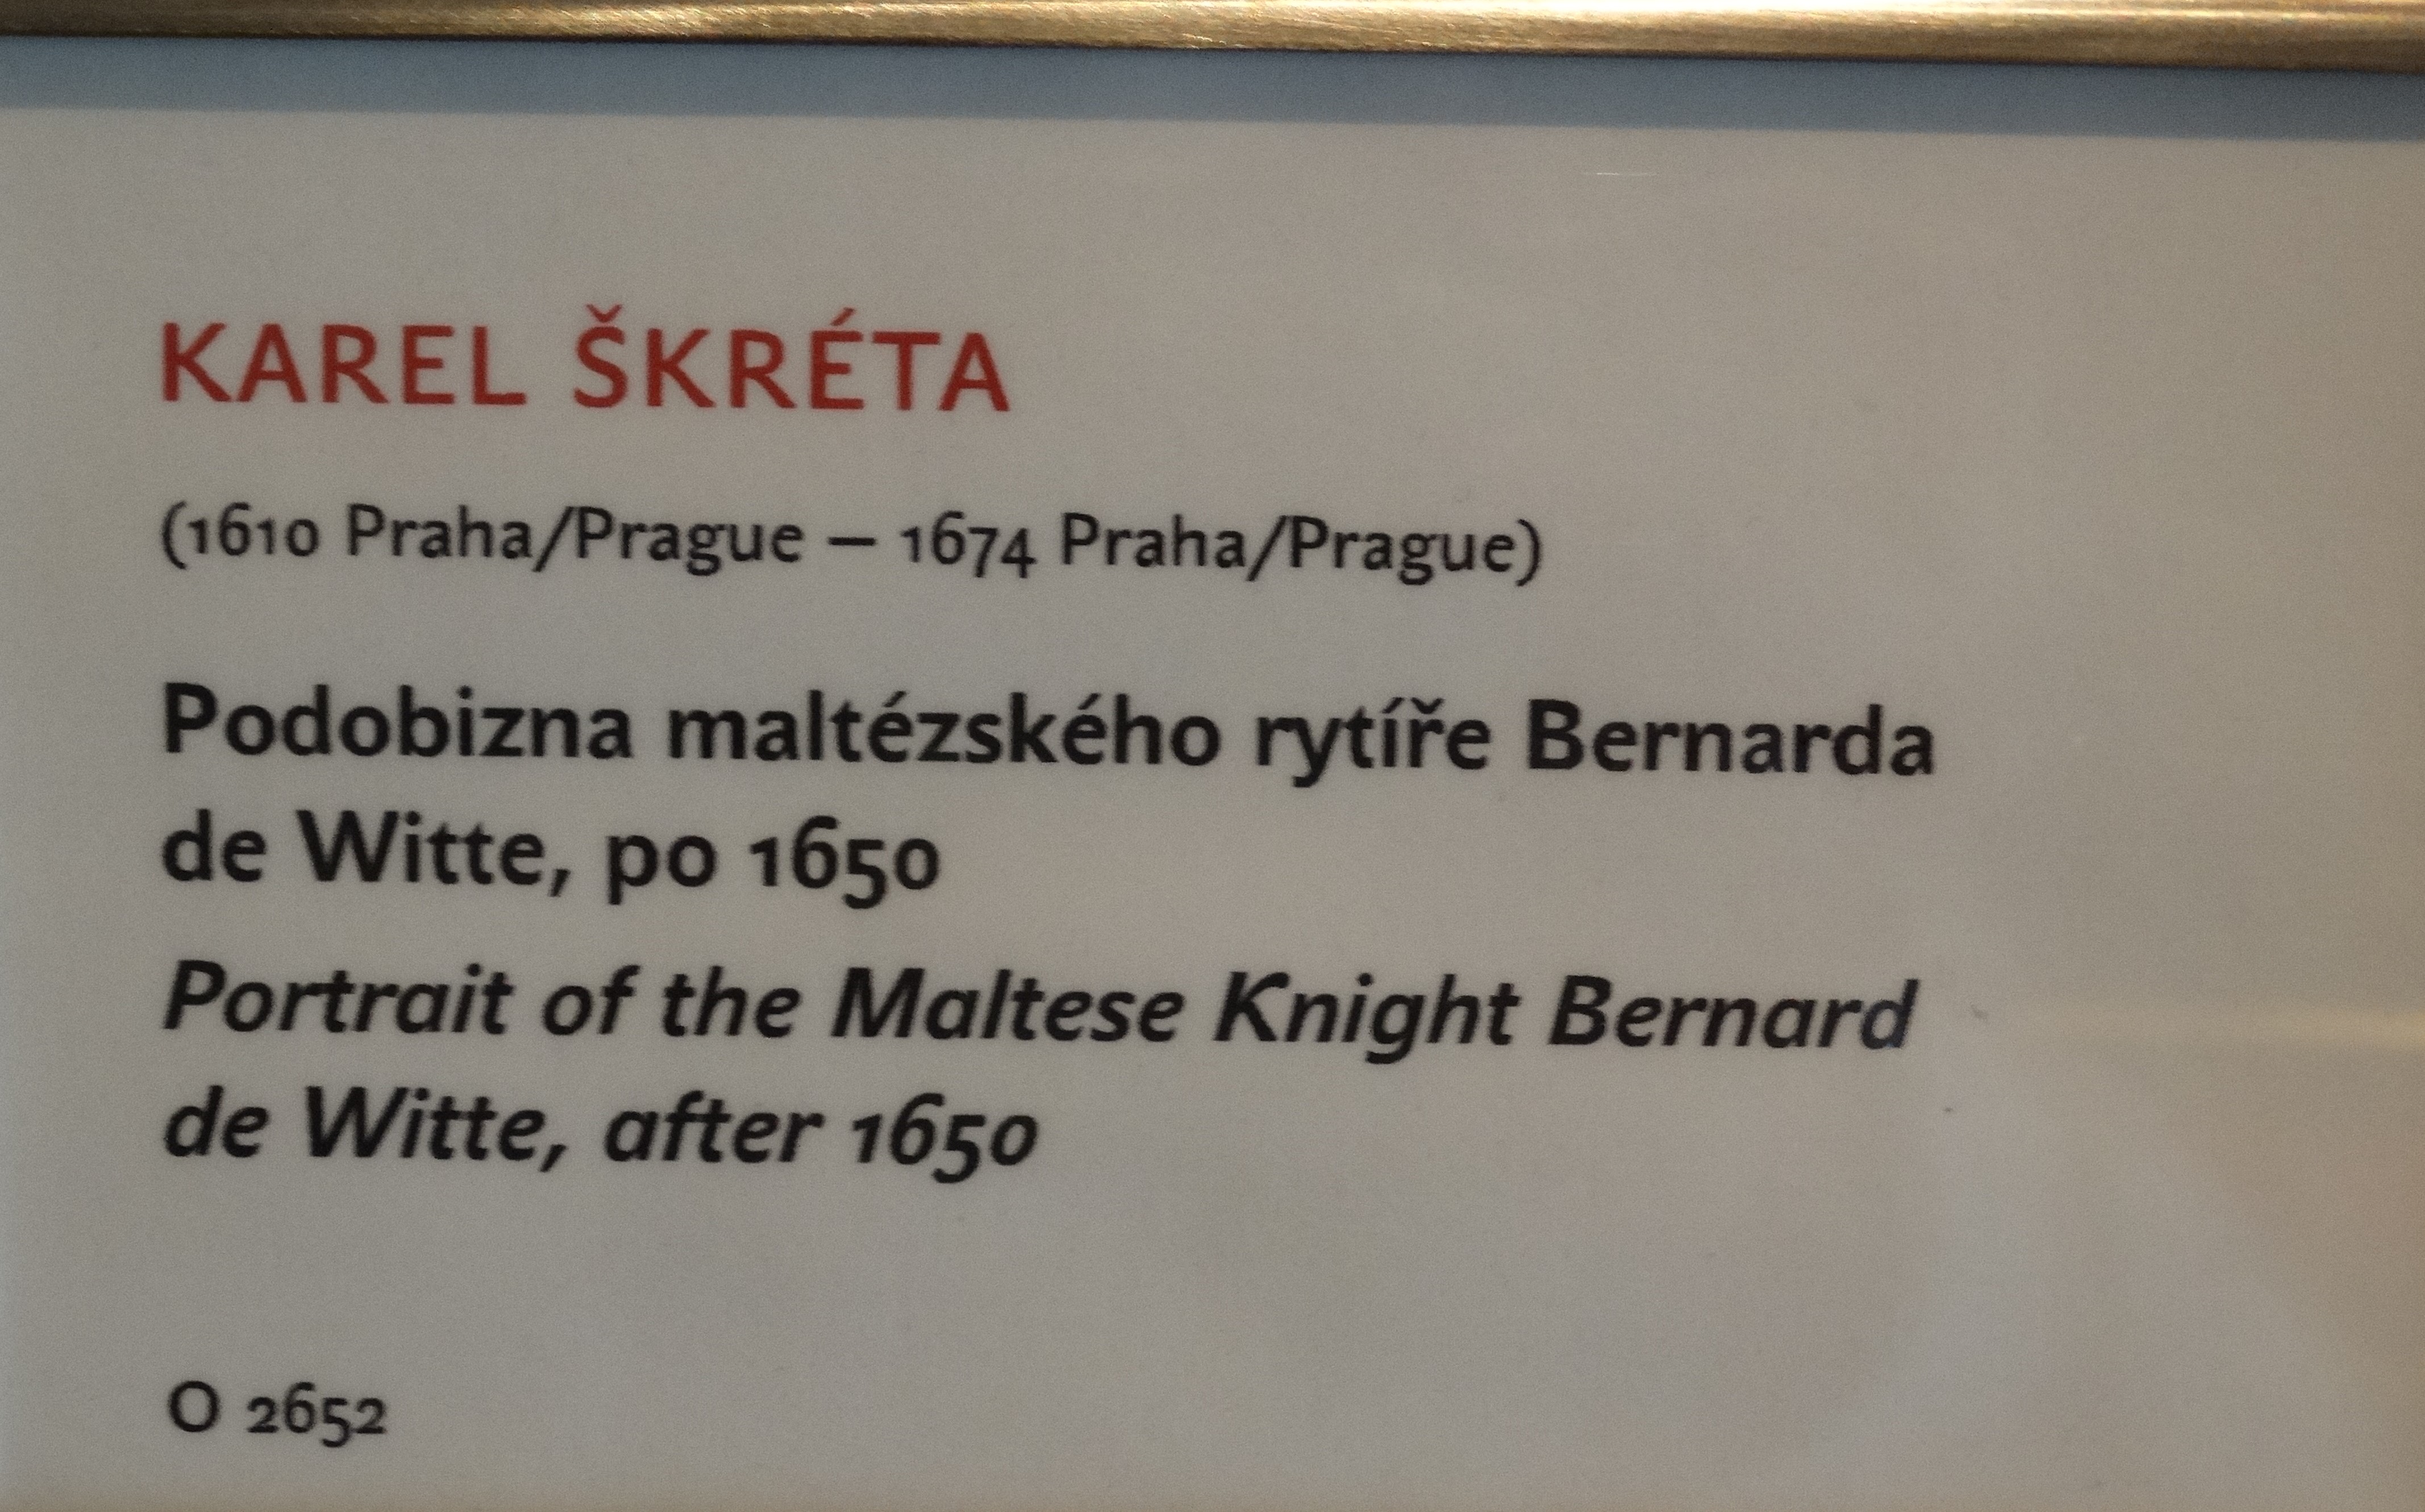 KAREL ŠKRÉTA
(1610 Praha/Prague – 1674 Praha/Prague)
Podobizna maltézského rytíře Bernarda
de Witte, po 1650
Portrait of the Maltese Knight Bernard
de Witte, after 1650
O 2652